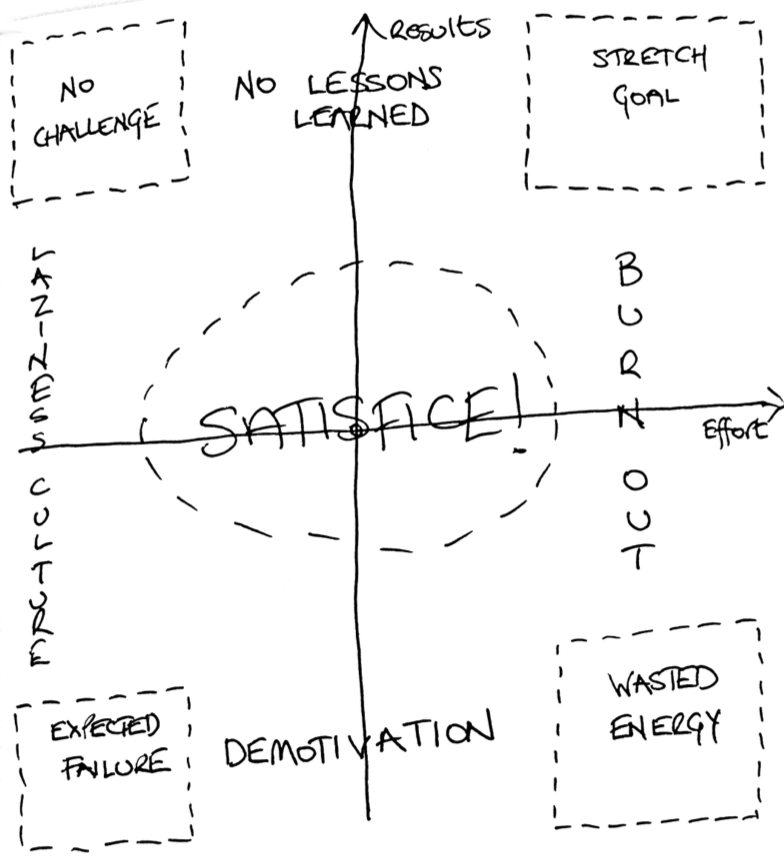 Results
NO
CHALLENGE
NO LESSONS
LEARNED
STRETCH
GOAL
LAZINESS CULTURE
BURN OUT
SATISFICE!
Effort
EXPECTED
FAILURE
DEMOTIVATION
WASTED
ENERGY